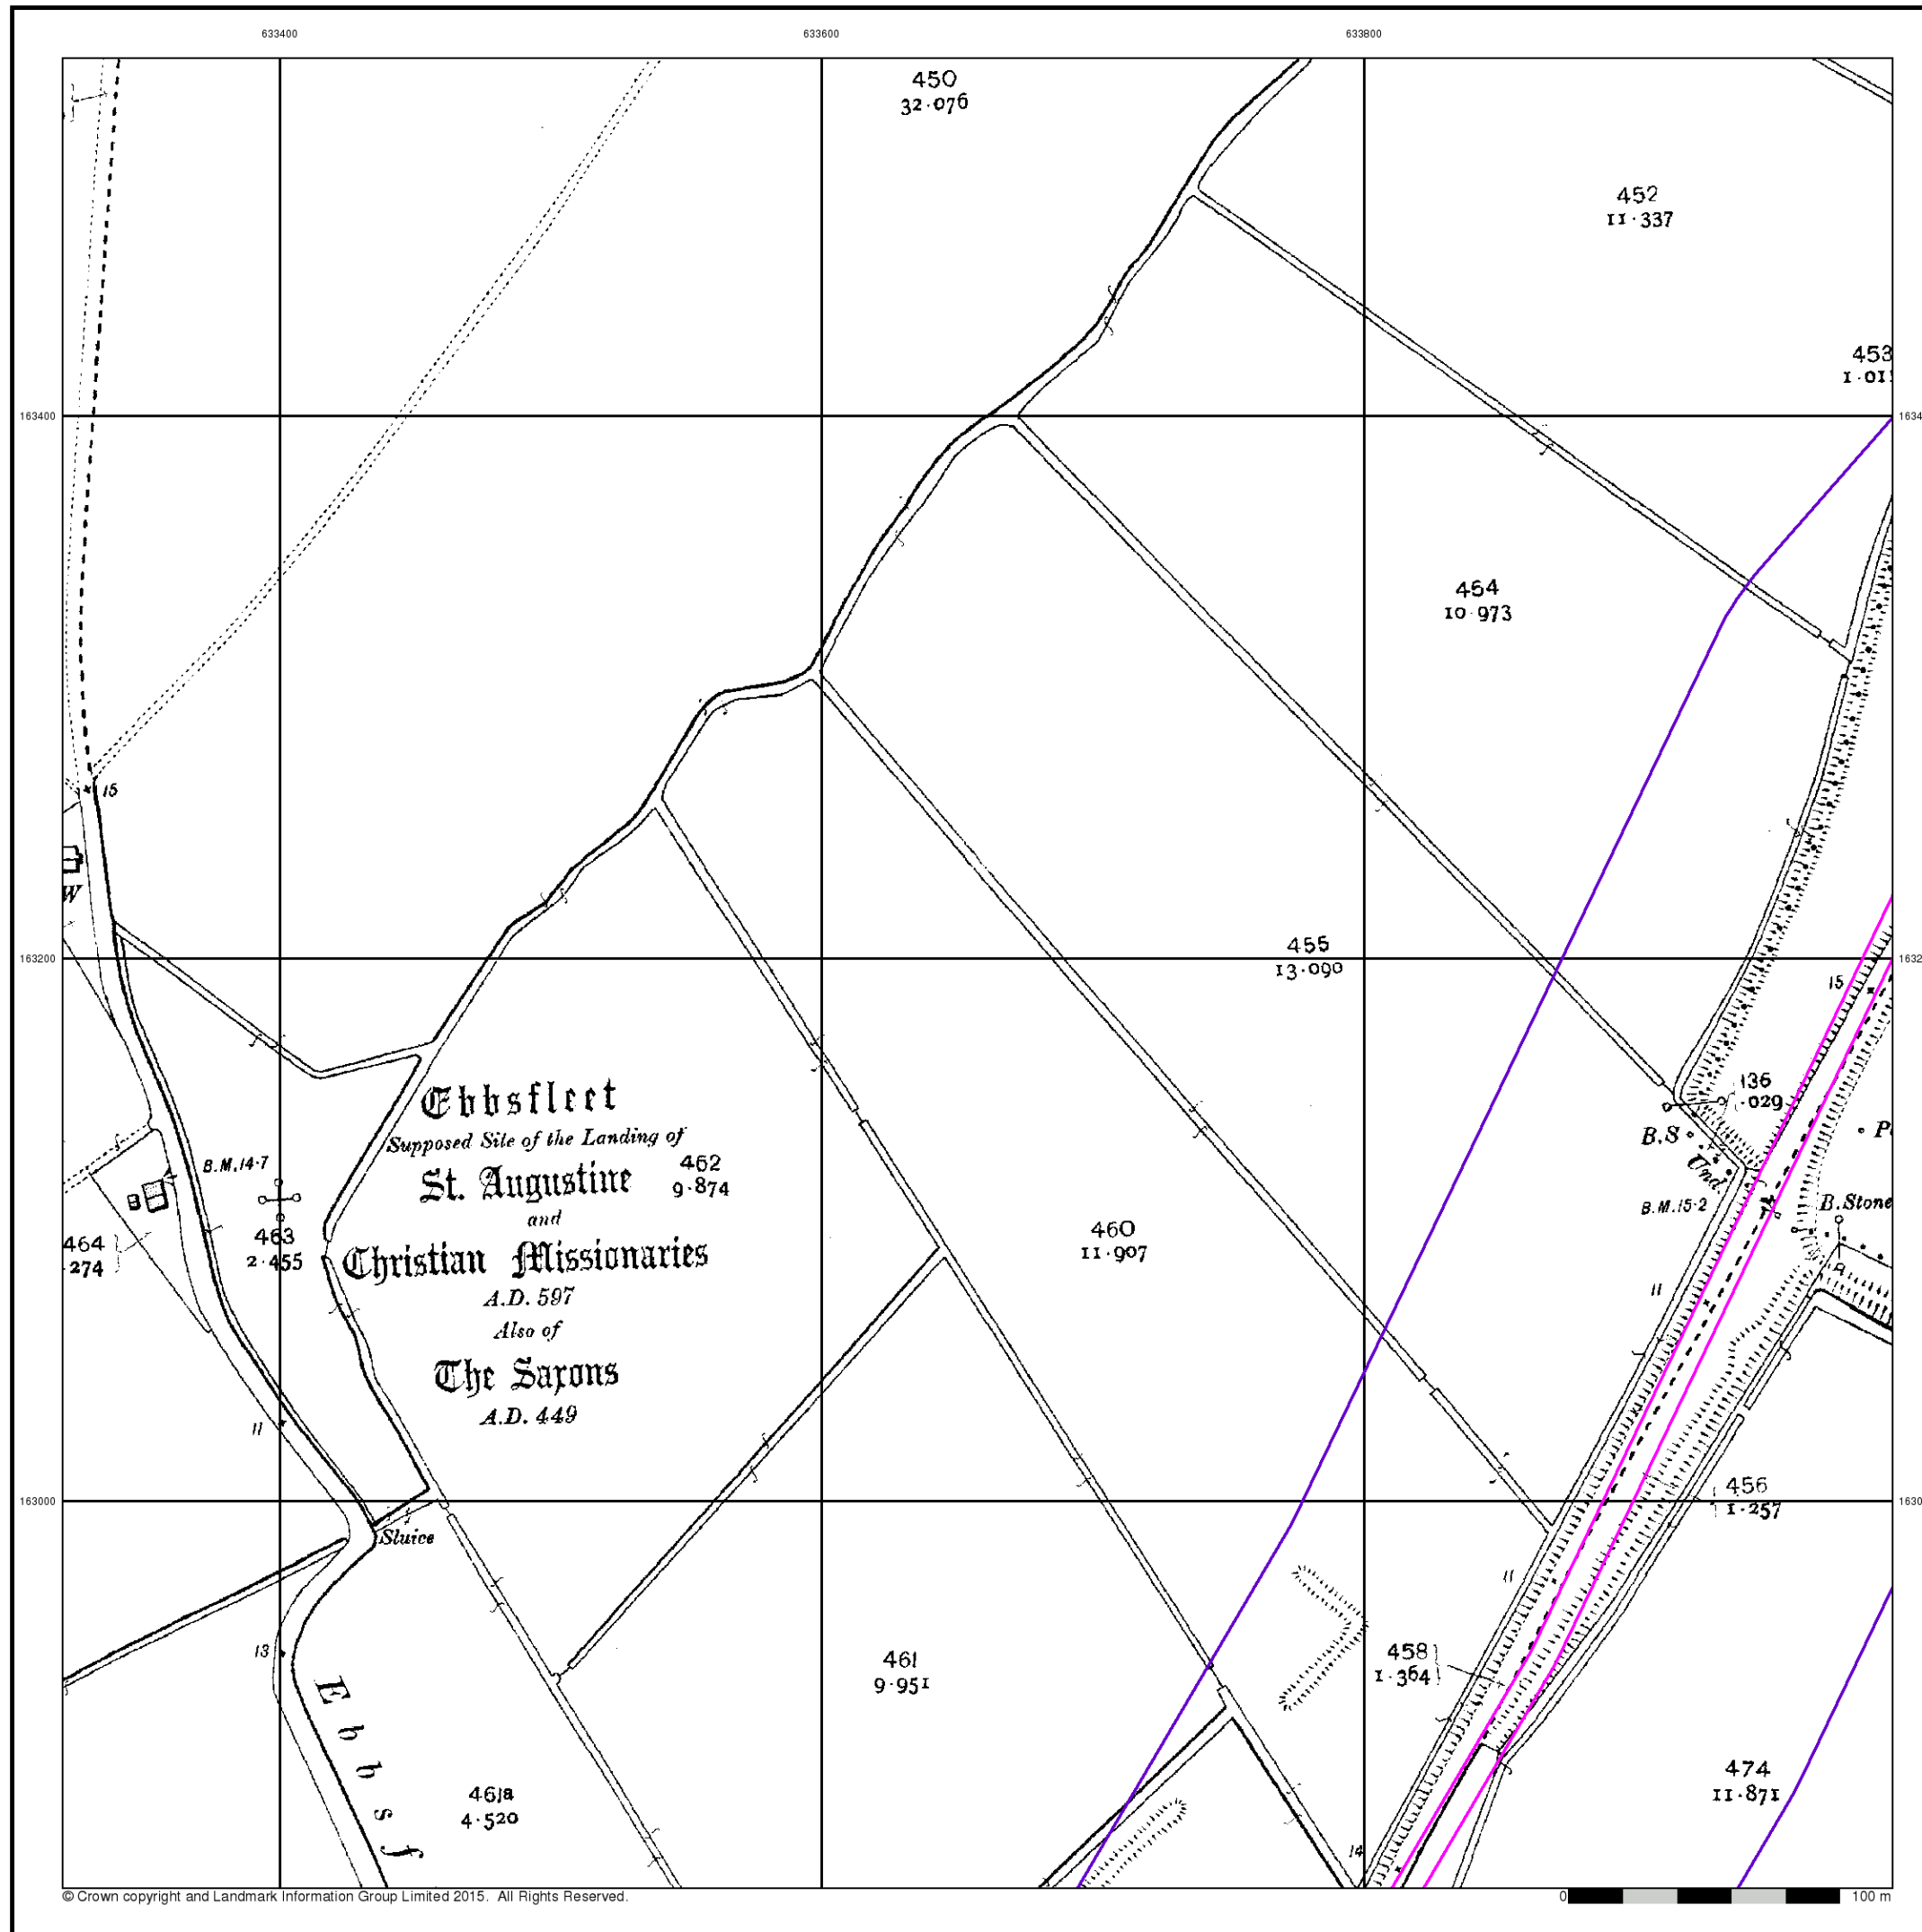 633400
633600
633800
450
32·076
452
11·337
453
163400
454
10·973
15
W
163200
455
13·090
15
136
·029
Ebbsfleet
Supposed Site of the Landing of
St. Augustine
and
Christian Missionaries
A.D. 597
Also of
The Saxons
A.D. 449
462
9·874
B.M.14·7
463
2·455
464
·274
B.S
Und.
B.M.15·2
B.Stone
460
11·907
11
11
163000
Sluice
456
1·257
11
13
461
9·951
458
1·364
Ebbsf
461a
4·520
474
11·871
14
© Crown copyright and Landmark Information Group Limited 2015. All Rights Reserved.
0 100 m